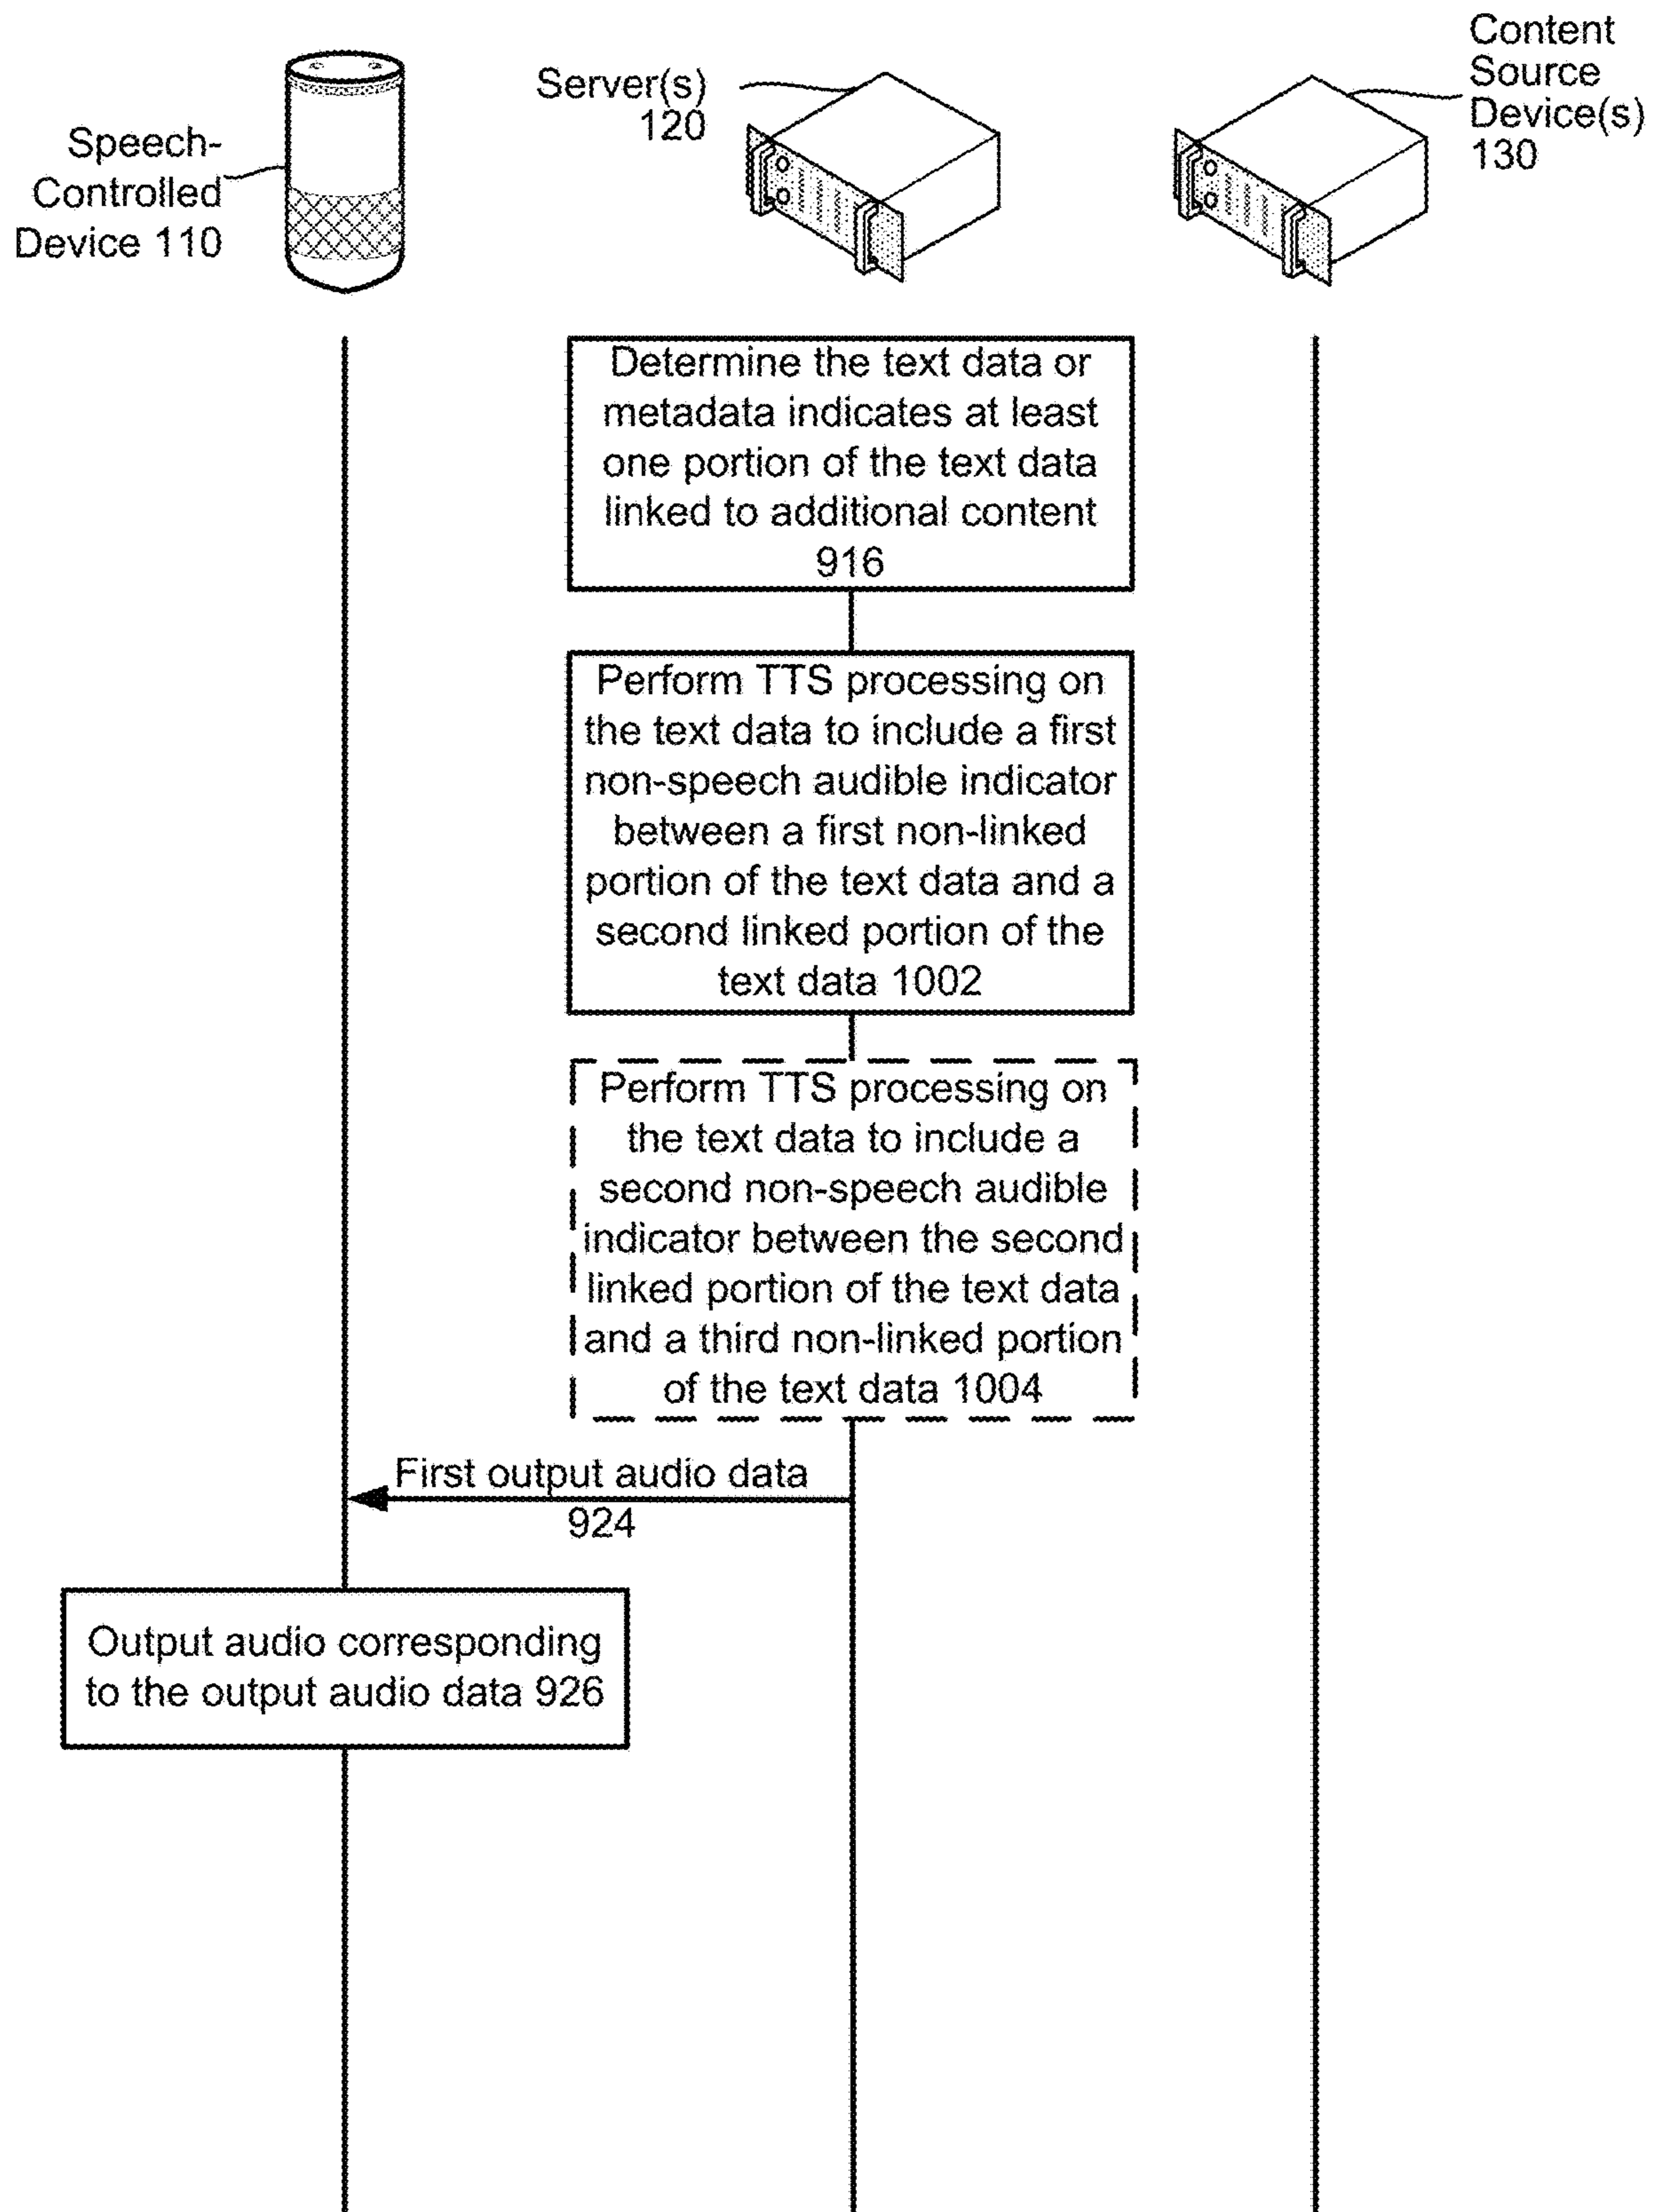 Speech-
Controlled
Device 110
Server(s)
120
Content
Source
Device(s)
130
Determine the text data or
metadata indicates at least
one portion of the text data
linked to additional content
916
Perform TTS processing on
the text data to include a first
non-speech audible indicator
between a first non-linked
portion of the text data and a
second linked portion of the
text data 1002
Perform TTS processing on
the text data to include a
second non-speech audible
indicator between the second
linked portion of the text data
and a third non-linked portion
of the text data 1004
First output audio data
924
Output audio corresponding
to the output audio data 926